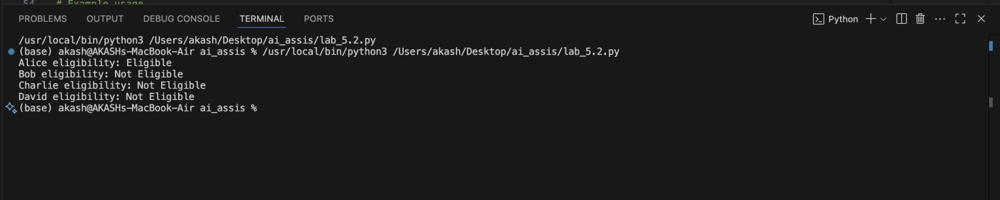 54 # Example usage
PROBLEMS OUTPUT DEBUG CONSOLE TERMINAL PORTS Python
/usr/local/bin/python3 /Users/akash/Desktop/ai_assis/lab_5.2.py
(base) akash@AKASHs-MacBook-Air ai_assis % /usr/local/bin/python3 /Users/akash/Desktop/ai_assis/lab_5.2.py
Alice eligibility: Eligible
Bob eligibility: Not Eligible
Charlie eligibility: Not Eligible
David eligibility: Not Eligible
(base) akash@AKASHs-MacBook-Air ai_assis %